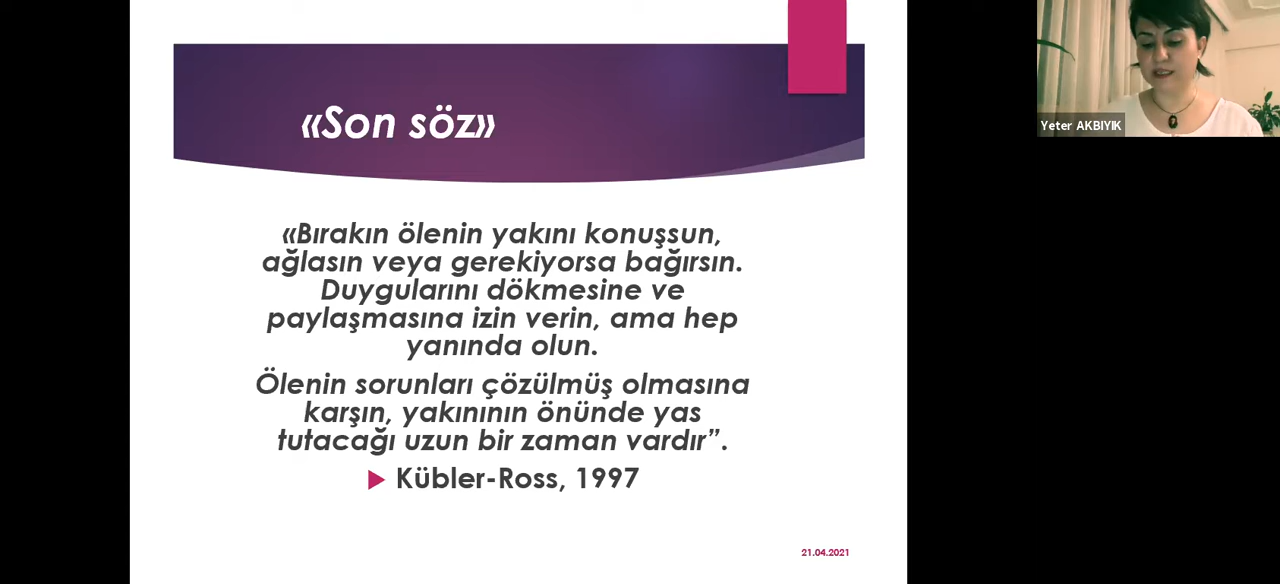 «Son söz»
Yeter AKBIYIK
«Bırakın ölenin yakını konuşsun,
ağlasın veya gerekiyorsa bağırsın.
Duygularını dökmesine ve
paylaşmasına izin verin, ama hep
yanında olun.
Ölenin sorunları çözülmüş olmasına
karşın, yakınının önünde yas
tutacağı uzun bir zaman vardır”.
Kübler-Ross, 1997
21.04.2021